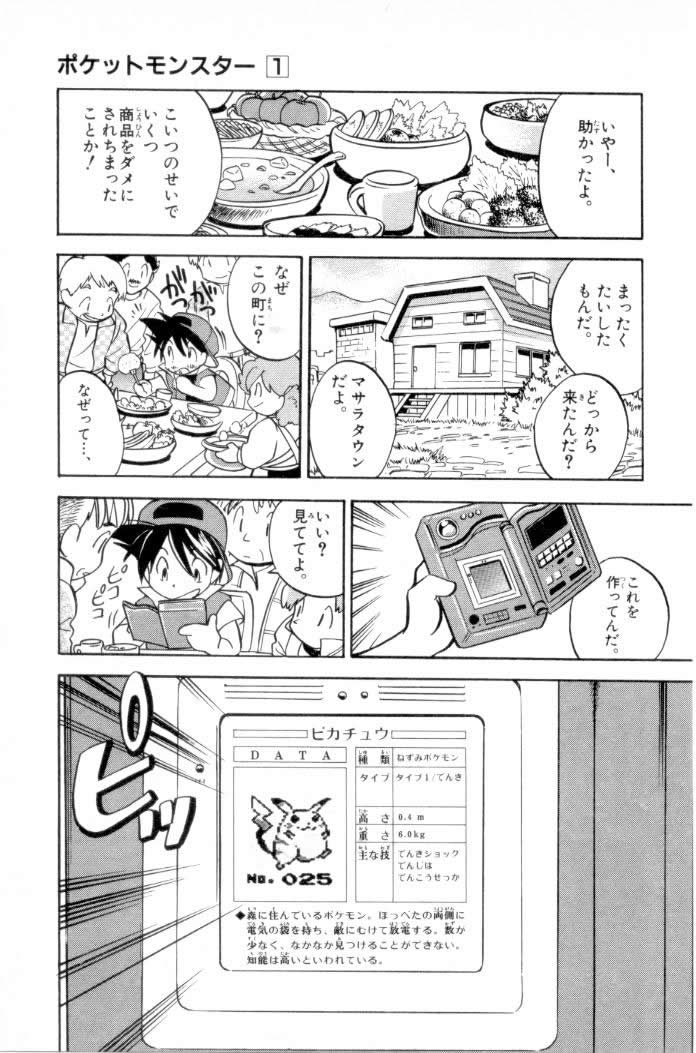 ポケットモンスター 1
いやー、
助かったよ。
こいつのせいで
いくつ
商品をダメに
されちまった
ことか!
まったく
たいした
もんだ。
どっから
来たんだ?
マサラタウン
だよ。
なぜ
この町に?
がつがつ
なぜって…、
これを
作ってんだ。
いい?
見ててよ。
ピコピコ
ピッ
ピカチュウ
DATA
No. 025
種類 ねずみポケモン
タイプ タイプ1/でんき
高さ 0.4m
重さ 6.0kg
主な技 でんきショック
でんじは
でんこうせっか
◆森に住んでいるポケモン。ほっぺたの両側に
電気の袋を持ち、敵にむけて放電する。数が
少なく、なかなか見つけることができない。
知能は高いといわれている。